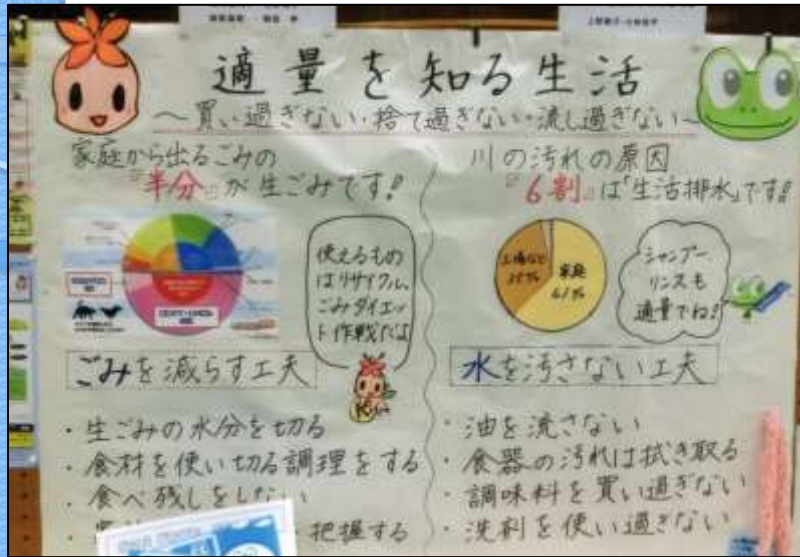 適量を知る生活
～買い過ぎない・捨て過ぎない・流し過ぎない～
家庭から出るごみの
『半分』が生ごみです!
使えるもの
はリサイクル、
ごみダイエッ
ト作戦だよ
ごみを減らす工夫
・生ごみの水分を切る
・食材を使い切る調理をする
・食べ残しをしない
把握する
川の汚れの原因
『6割』は「生活排水」です!
工場など
家庭
61%
シャンプー
リンスも
適量でね!
水を汚さない工夫
・油を流さない
・食器の汚れは拭き取る
・調味料を買い過ぎない
・洗剤を使い過ぎない